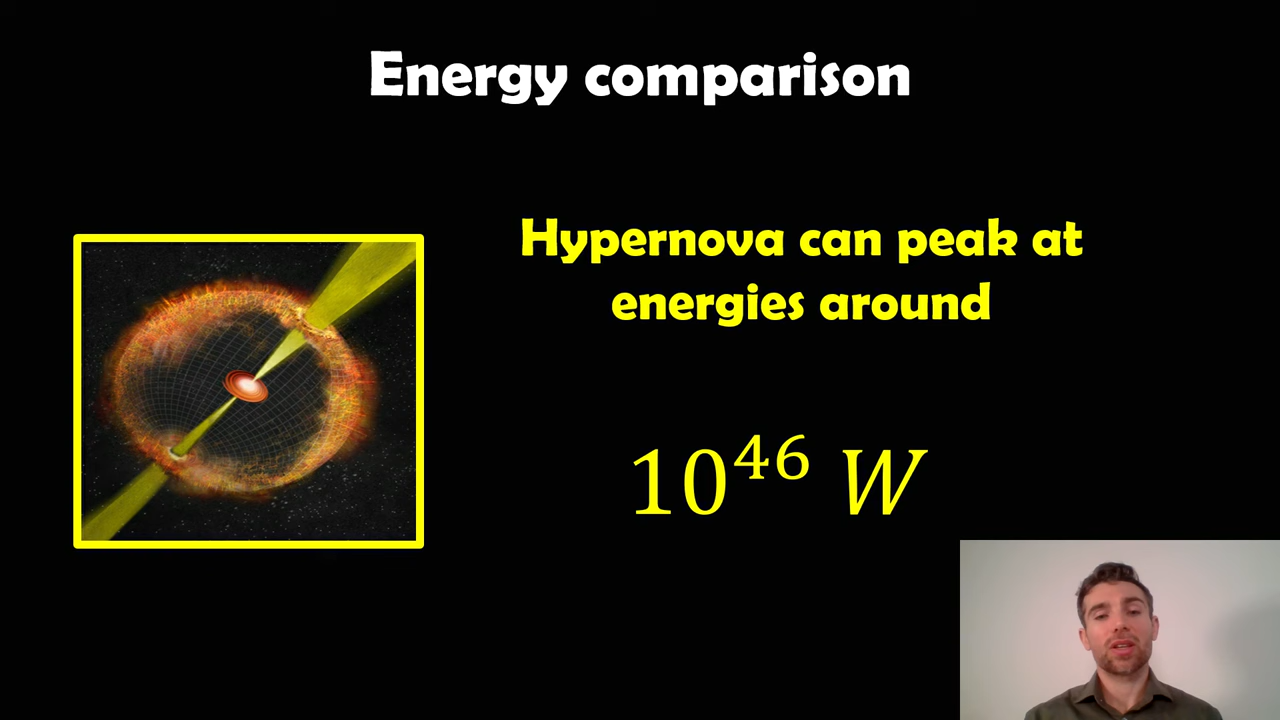 Energy comparison
Hypernova can peak at
energies around
10⁴⁶ W